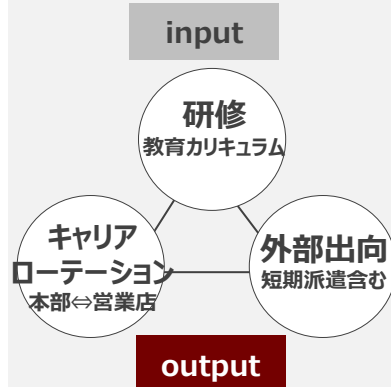 input
研修
教育カリキュラム
キャリア
ローテーション
本部⇔営業店
外部出向
短期派遣含む
output